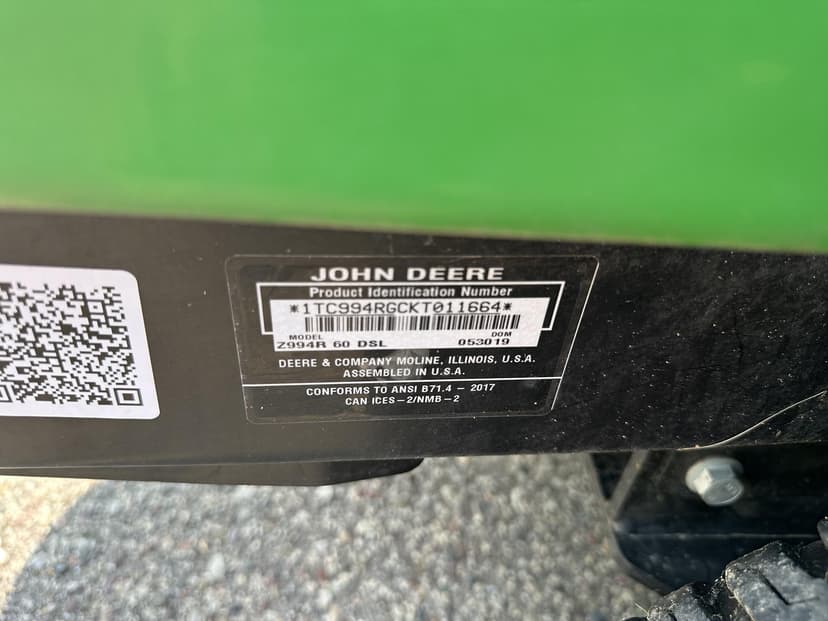 JOHN DEERE
Product Identification Number
*1TC994RGCKT011664*
MODEL DOM
Z994R 60 DSL 053019
DEERE & COMPANY MOLINE, ILLINOIS, U.S.A.
ASSEMBLED IN U.S.A.
CONFORMS TO ANSI B71.4 – 2017
CAN ICES–2/NMB–2